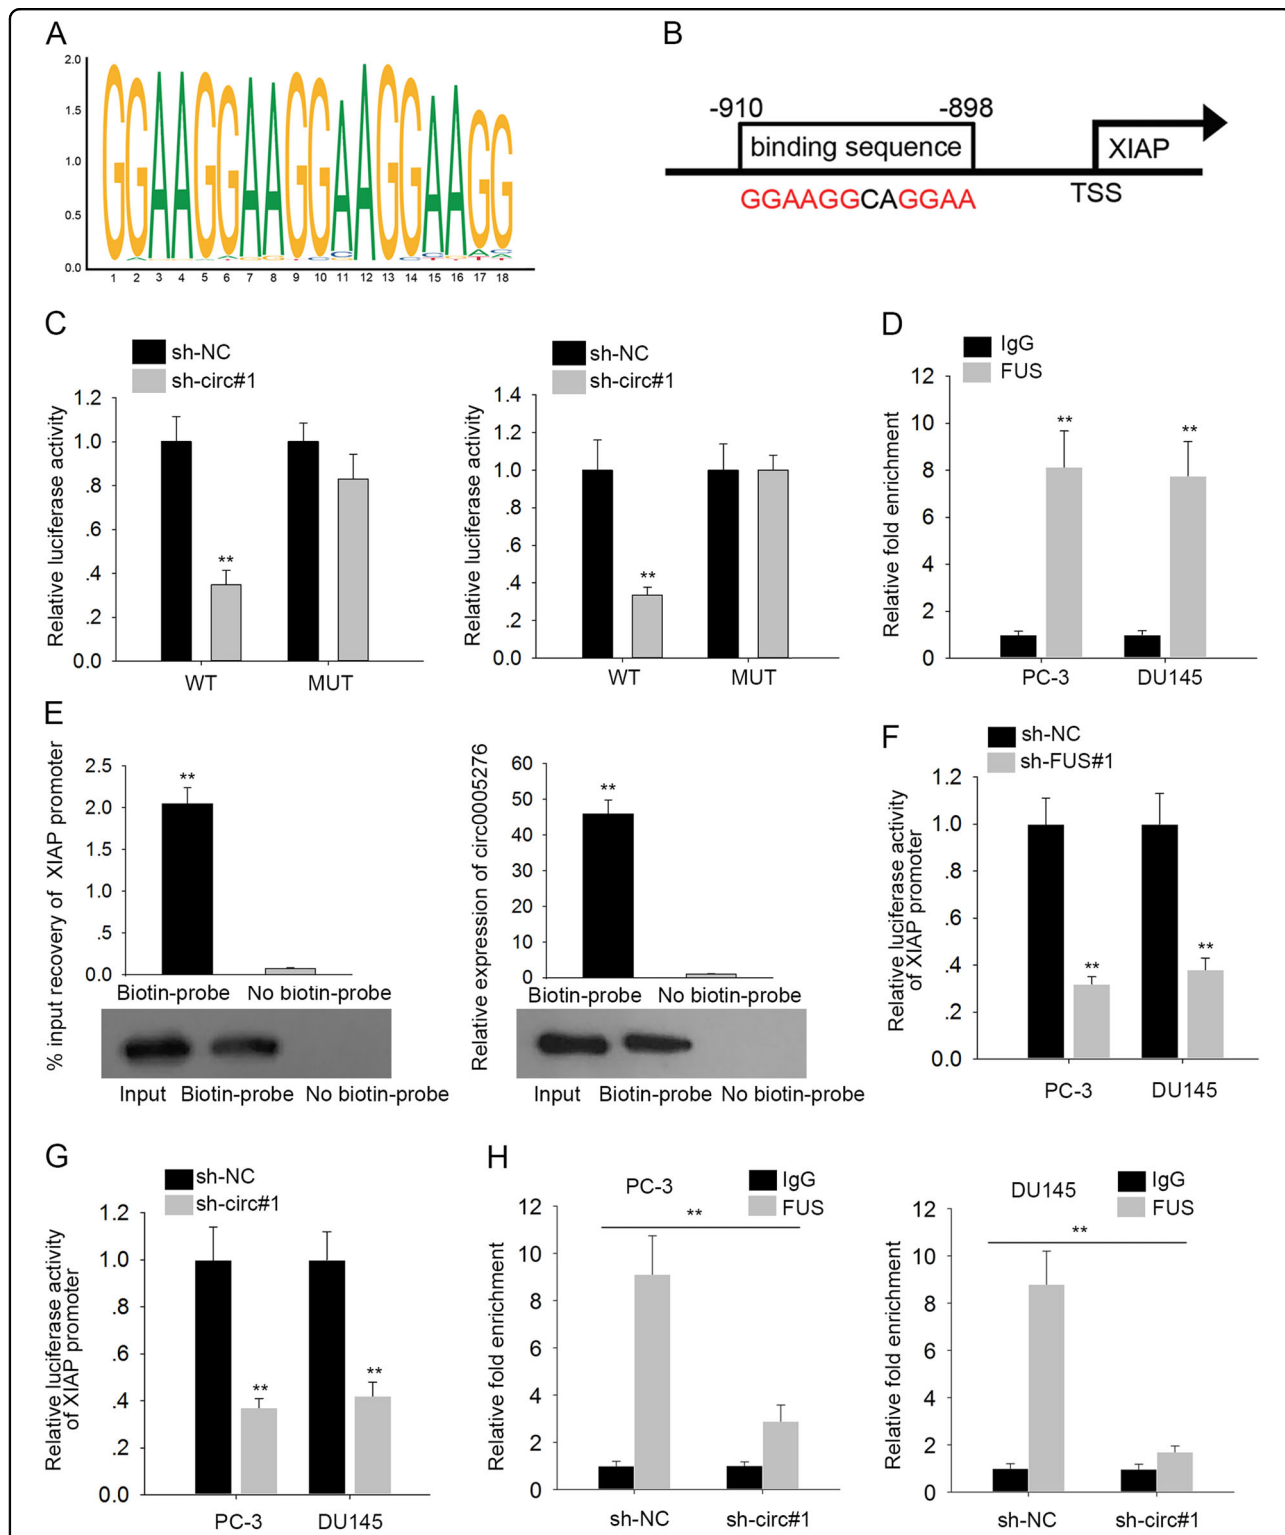 A
2.0
1.5
1.0
0.5
0.0
GGAAGGAAGGAAGGAAGG
1 2 3 4 5 6 7 8 9 10 11 12 13 14 15 16 17 18
B
-910 -898
binding sequence
XIAP
GGAAGGCAGGAA
TSS
C
sh-NC
sh-circ#1
Relative luciferase activity
1.2
1.0
.8
.6
.4
.2
0.0
**
WT MUT
sh-NC
sh-circ#1
Relative luciferase activity
1.4
1.2
1.0
.8
.6
.4
.2
0.0
**
WT MUT
D
IgG
FUS
Relative fold enrichment
12
10
8
6
4
2
0
**
**
PC-3 DU145
E
% input recovery of XIAP promoter
2.5
2.0
1.5
1.0
.5
0.0
**
Biotin-probe No biotin-probe
Input Biotin-probe No biotin-probe
Relative expression of circ0005276
60
50
40
30
20
10
0
**
Biotin-probe No biotin-probe
Input Biotin-probe No biotin-probe
F
sh-NC
sh-FUS#1
Relative luciferase activity
of XIAP promoter
1.2
1.0
.8
.6
.4
.2
0.0
**
**
PC-3 DU145
G
sh-NC
sh-circ#1
Relative luciferase activity
of XIAP promoter
1.2
1.0
.8
.6
.4
.2
0.0
**
**
PC-3 DU145
H
PC-3
IgG
FUS
Relative fold enrichment
12
10
8
6
4
2
0
**
sh-NC sh-circ#1
DU145
IgG
FUS
Relative fold enrichment
12
10
8
6
4
2
0
**
sh-NC sh-circ#1